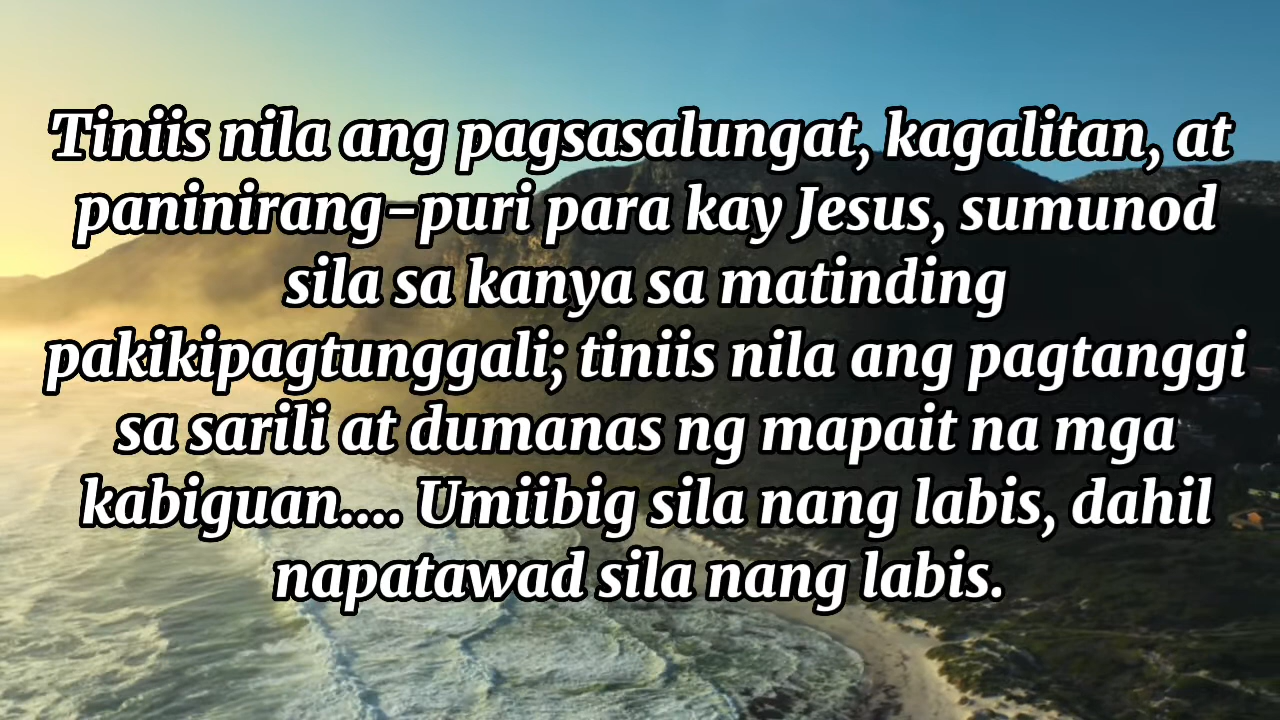 Tiniis nila ang pagsasalungat, kagalitan, at
paninirang-puri para kay Jesus, sumunod
sila sa kanya sa matinding
pakikipagtunggali; tiniis nila ang pagtanggi
sa sarili at dumanas ng mapait na mga
kabiguan.... Umiibig sila nang labis, dahil
napatawad sila nang labis.